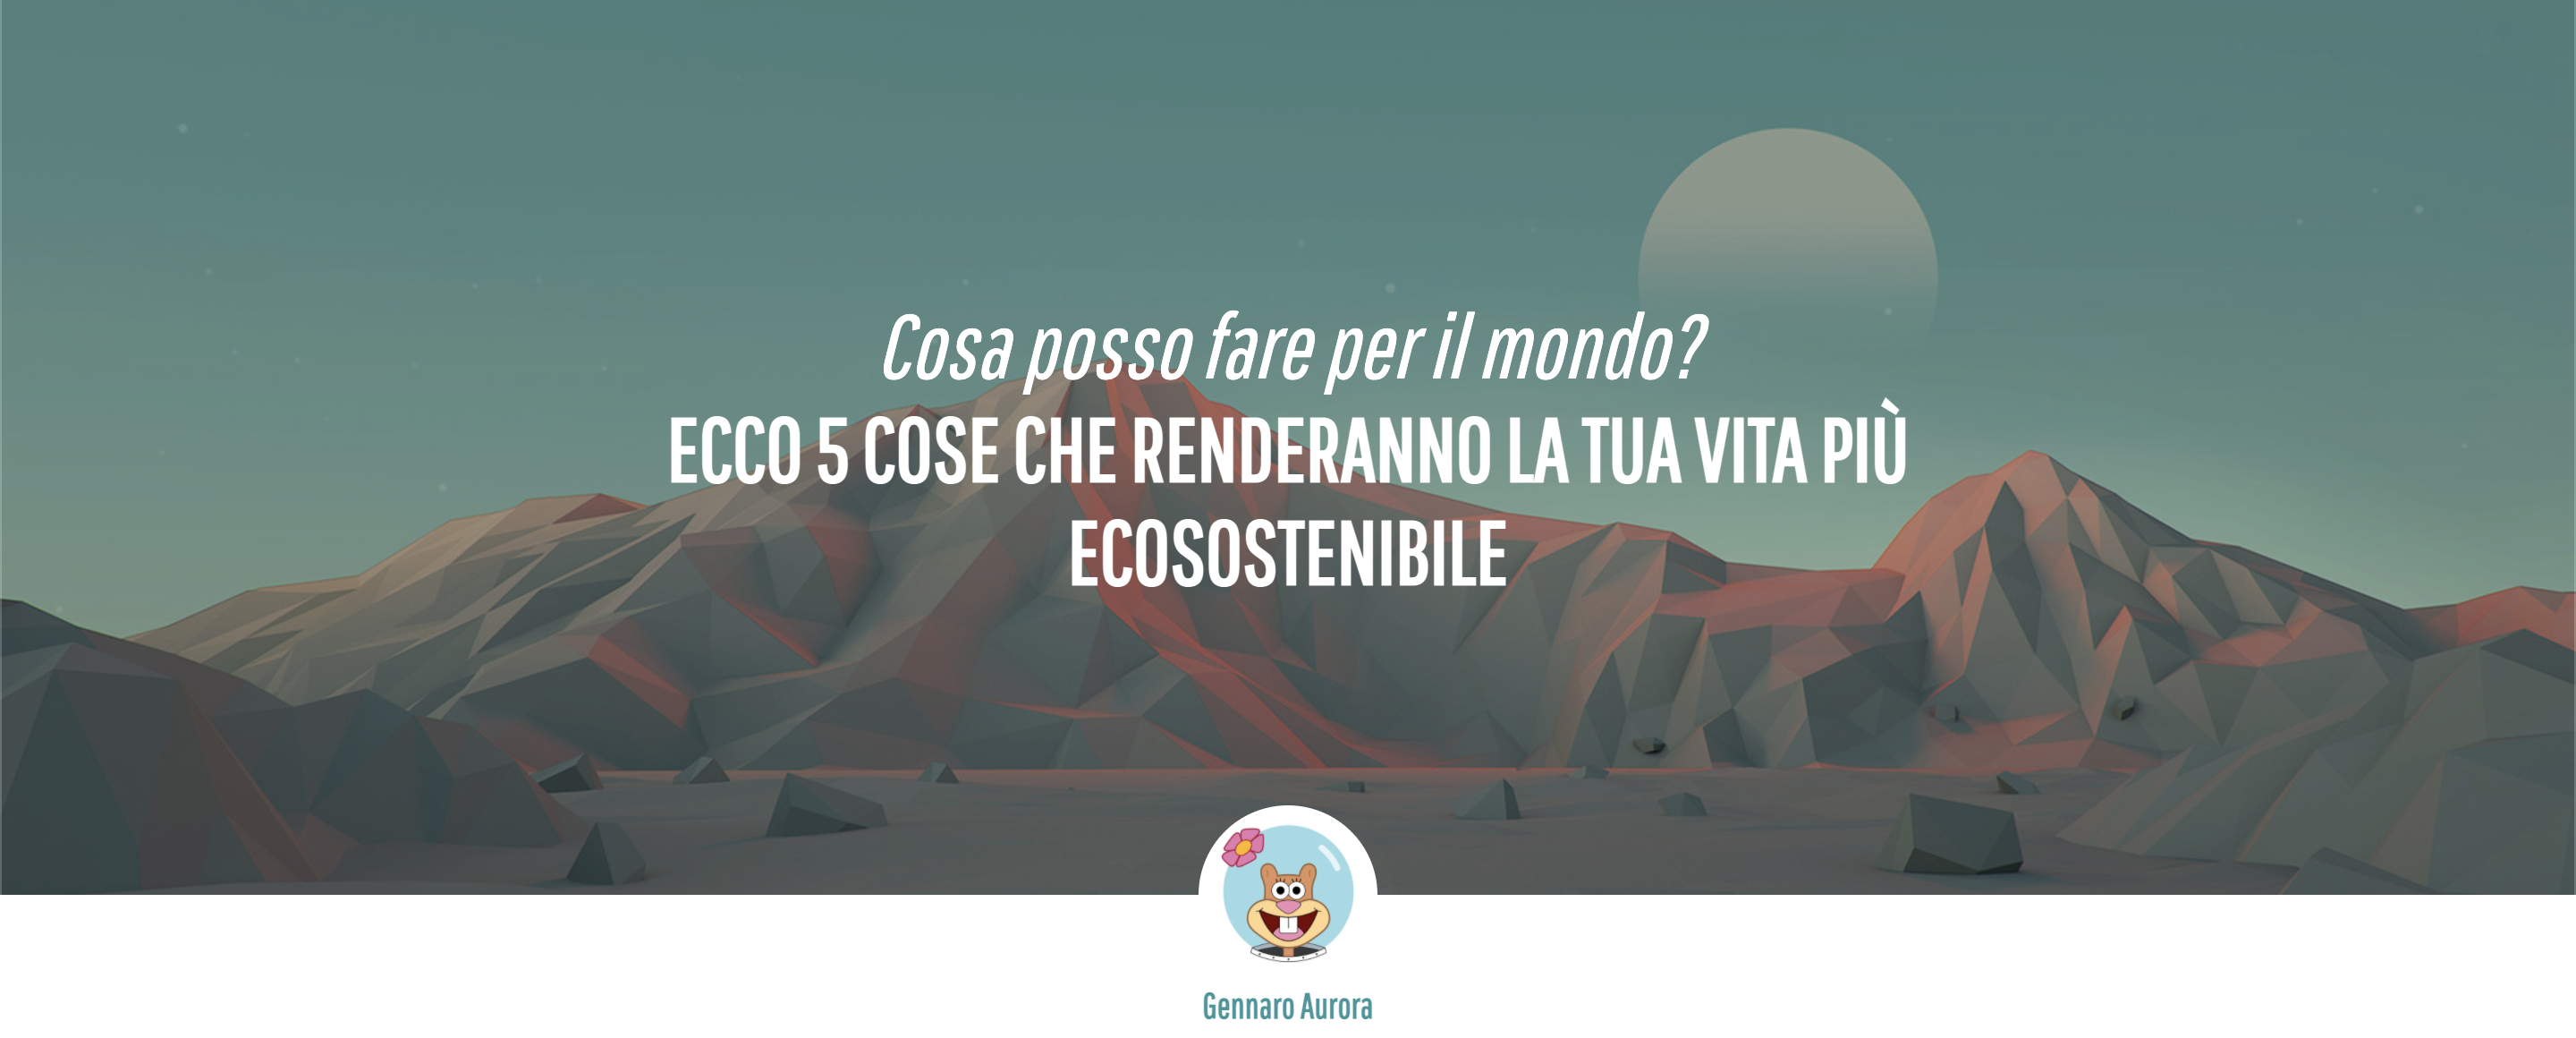 Cosa posso fare per il mondo?
ECCO 5 COSE CHE RENDERANNO LA TUA VITA PIÙ
ECOSOSTENIBILE
Gennaro Aurora